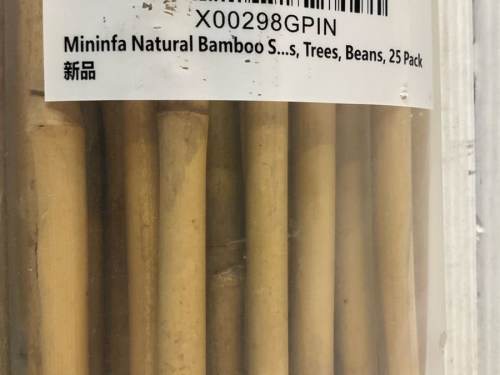 X00298GPIN
Mininfa Natural Bamboo S...s, Trees, Beans, 25 Pack
新品